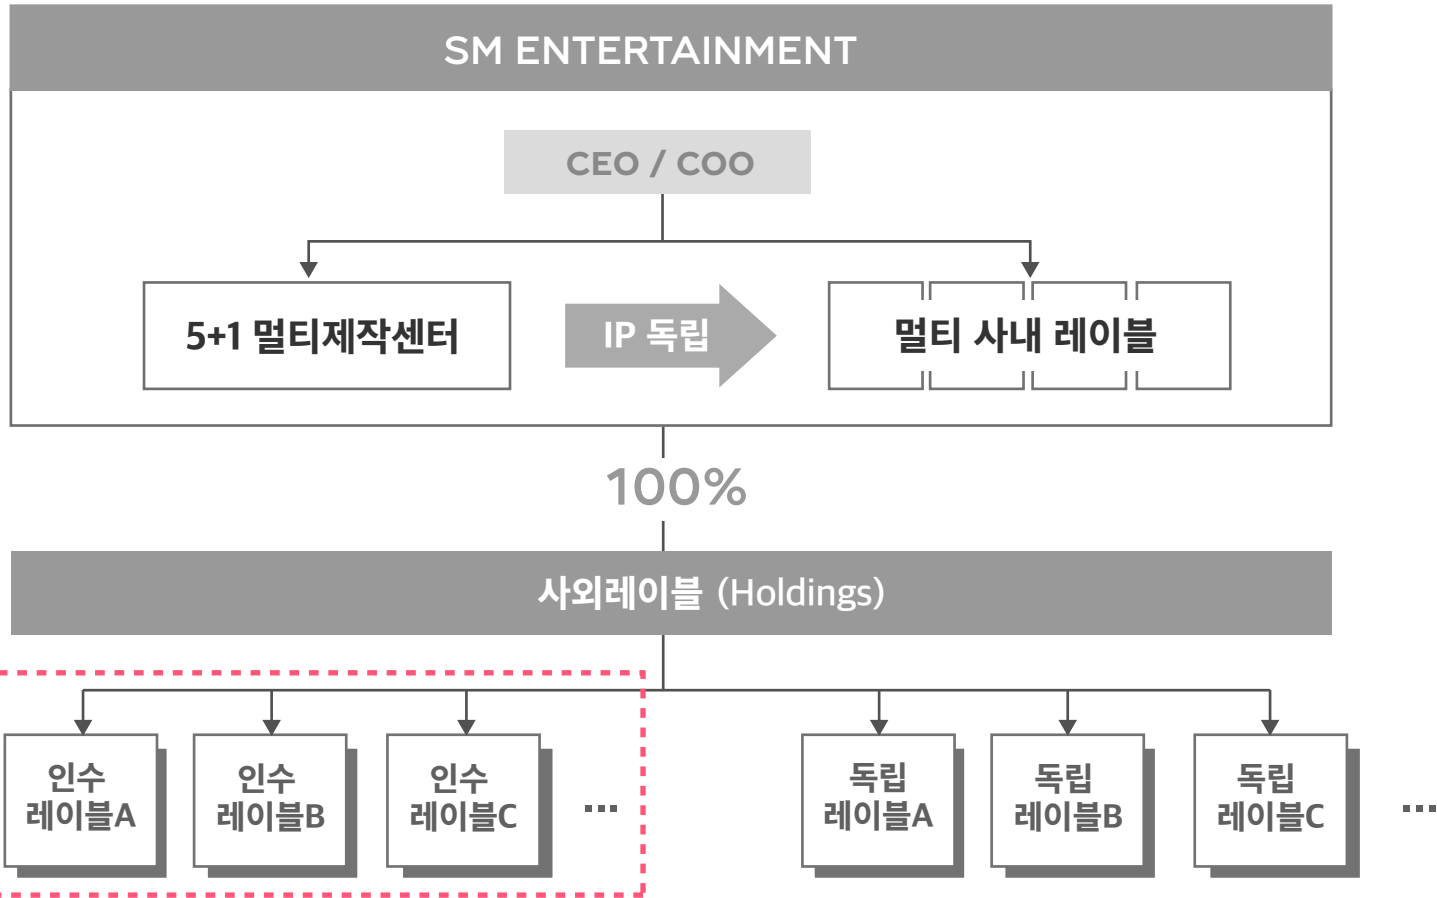 SM ENTERTAINMENT
CEO / COO
5+1 멀티제작센터
IP 독립
멀티 사내 레이블
100%
사외레이블 (Holdings)
인수
레이블A
인수
레이블B
인수
레이블C
...
독립
레이블A
독립
레이블B
독립
레이블C
...